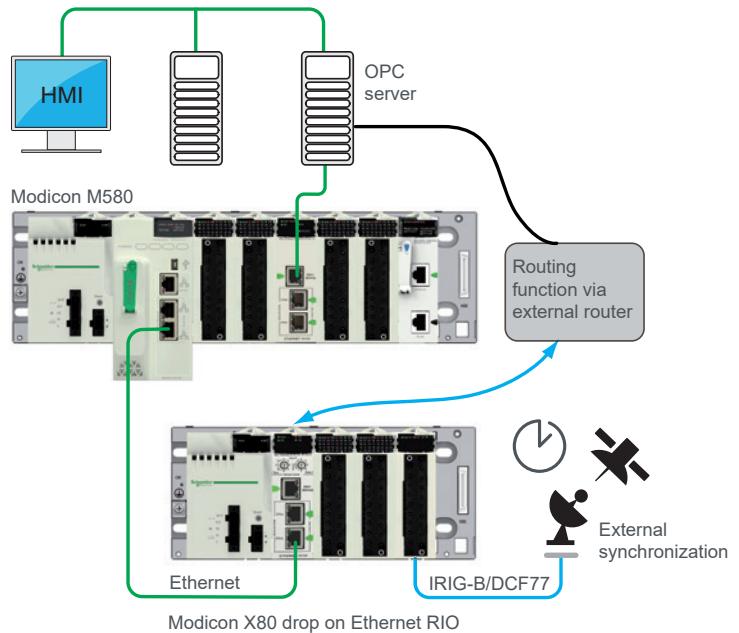 HMI
OPC
server
Modicon M580
Routing
function via
external router
External
synchronization
Ethernet
IRIG-B/DCF77
Modicon X80 drop on Ethernet RIO